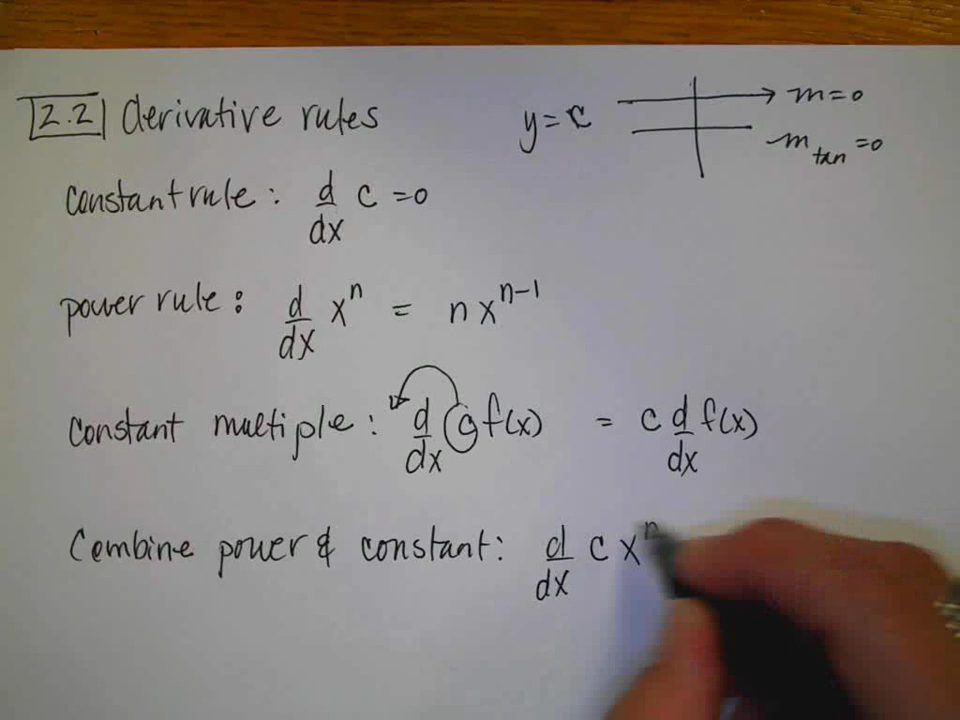 2.2 derivative rules
y = c
m=0
m tan =0
constant rule: d/dx c =0
power rule: d/dx x^n = n x^(n-1)
constant multiple: d/dx c f(x) = c d/dx f(x)
Combine power & constant: d/dx c x^n